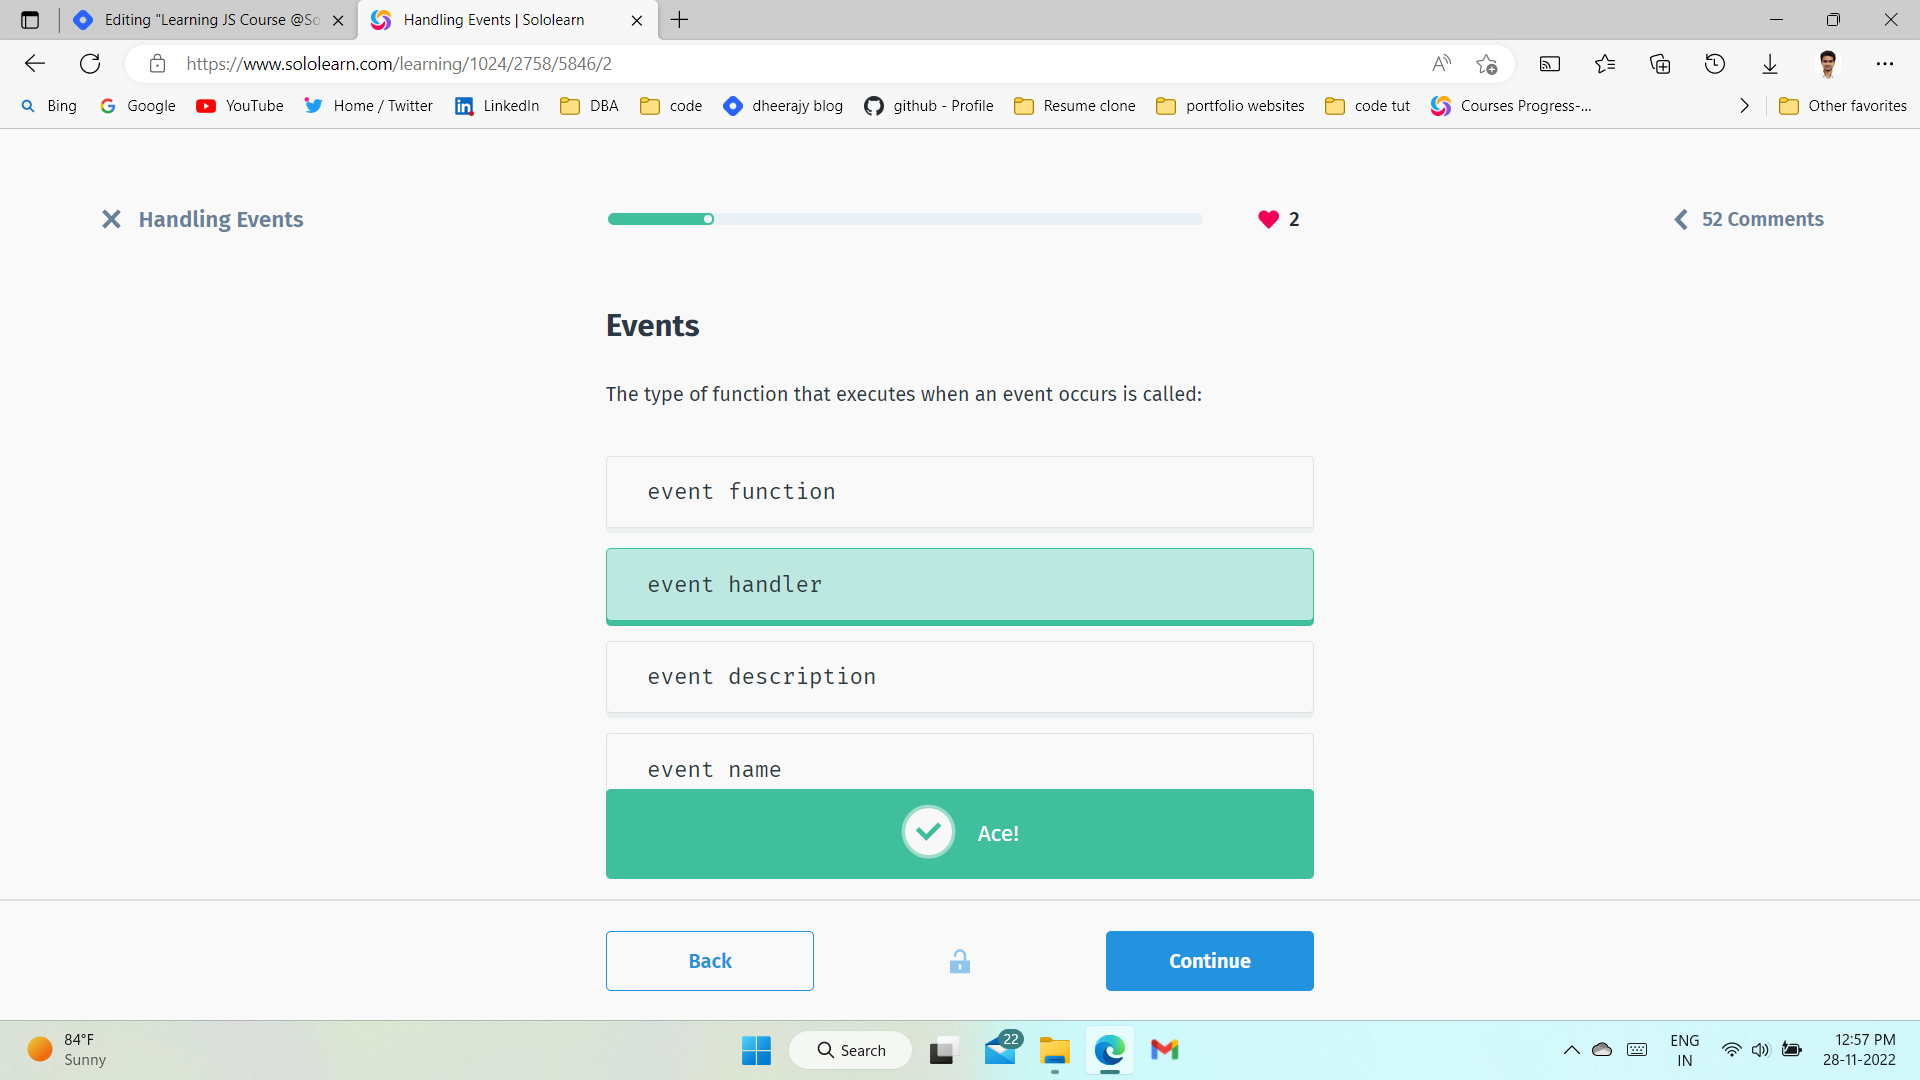 Editing "Learning JS Course @So
Handling Events | Sololearn
https://www.sololearn.com/learning/1024/2758/5846/2
Bing
Google
YouTube
Home / Twitter
LinkedIn
DBA
code
dheerajy blog
github - Profile
Resume clone
portfolio websites
code tut
Courses Progress-...
Other favorites
Handling Events
2
52 Comments
Events
The type of function that executes when an event occurs is called:
event function
event handler
event description
event name
Ace!
Back
Continue
84°F
Sunny
Search
22
ENG
IN
12:57 PM
28-11-2022